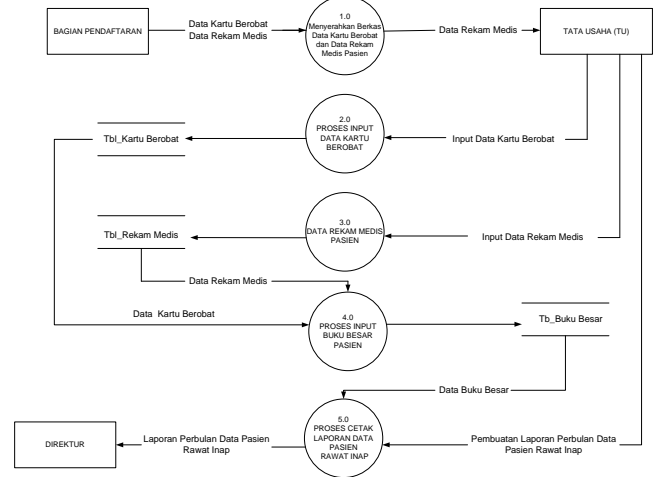 BAGIAN PENDAFTARAN
Data Kartu Berobat
Data Rekam Medis
1.0
Menyerahkan Berkas
Data Kartu Berobat
dan Data Rekam
Medis Pasien
Data Rekam Medis
TATA USAHA (TU)
Tbl_Kartu Berobat
2.0
PROSES INPUT
DATA KARTU
BEROBAT
Input Data Kartu Berobat
Tbl_Rekam Medis
3.0
DATA REKAM MEDIS
PASIEN
Input Data Rekam Medis
Data Rekam Medis
Data Kartu Berobat
4.0
PROSES INPUT
BUKU BESAR
PASIEN
Tb_Buku Besar
Data Buku Besar
DIREKTUR
Laporan Perbulan Data Pasien
Rawat Inap
5.0
PROSES CETAK
LAPORAN DATA
PASIEN
RAWAT INAP
Pembuatan Laporan Perbulan Data
Pasien Rawat Inap